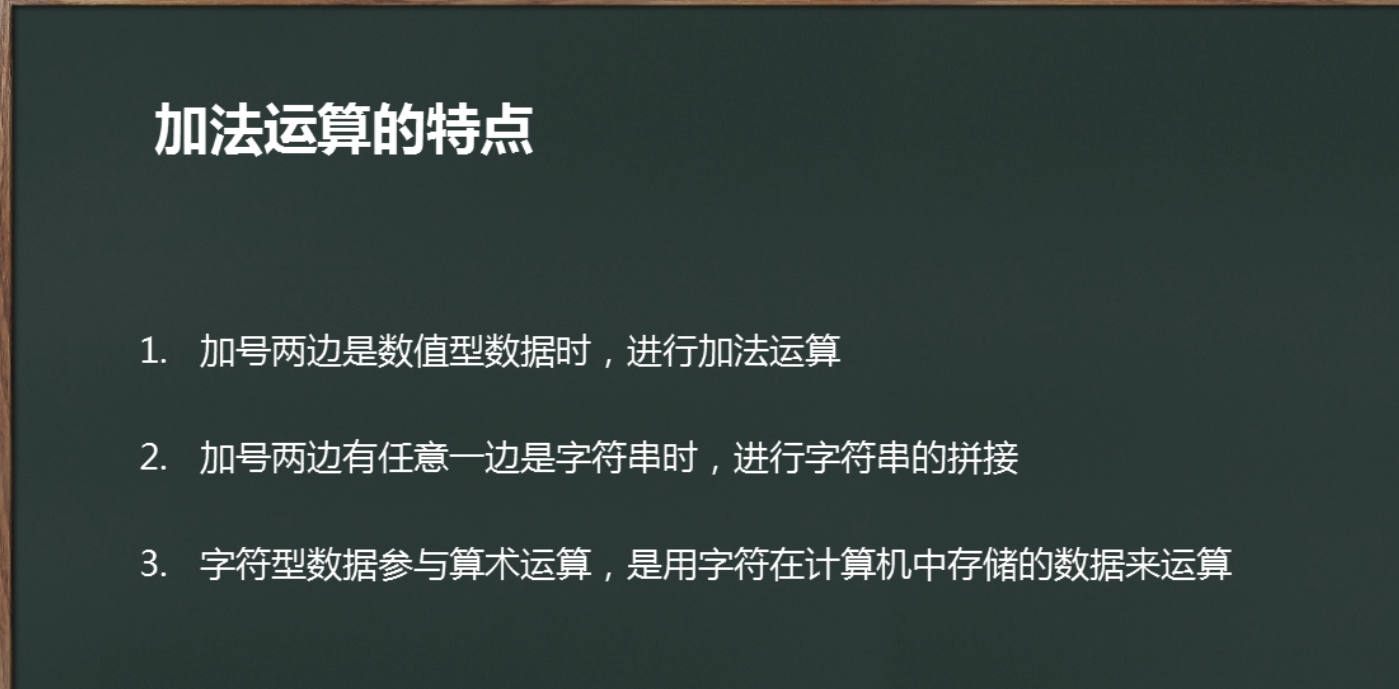 加法运算的特点
1. 加号两边是数值型数据时，进行加法运算
2. 加号两边有任意一边是字符串时，进行字符串的拼接
3. 字符型数据参与算术运算，是用字符在计算机中存储的数据来运算